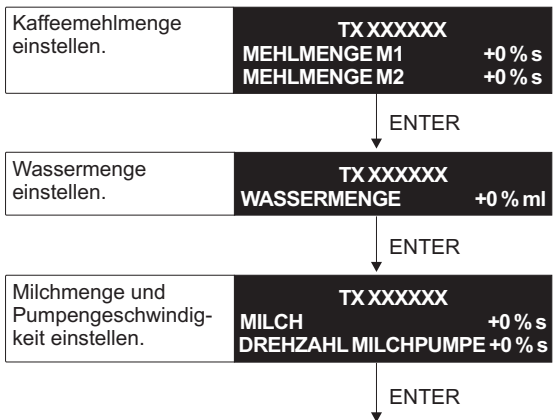 Kaffeemehlmenge
einstellen.
TX XXXXXX
MEHLMENGE M1 +0 % s
MEHLMENGE M2 +0 % s
ENTER
Wassermenge
einstellen.
TX XXXXXX
WASSERMENGE +0 % ml
ENTER
Milchmenge und
Pumpengeschwindig-
keit einstellen.
TX XXXXXX
MILCH +0 % s
DREHZAHL MILCHPUMPE +0 % s
ENTER